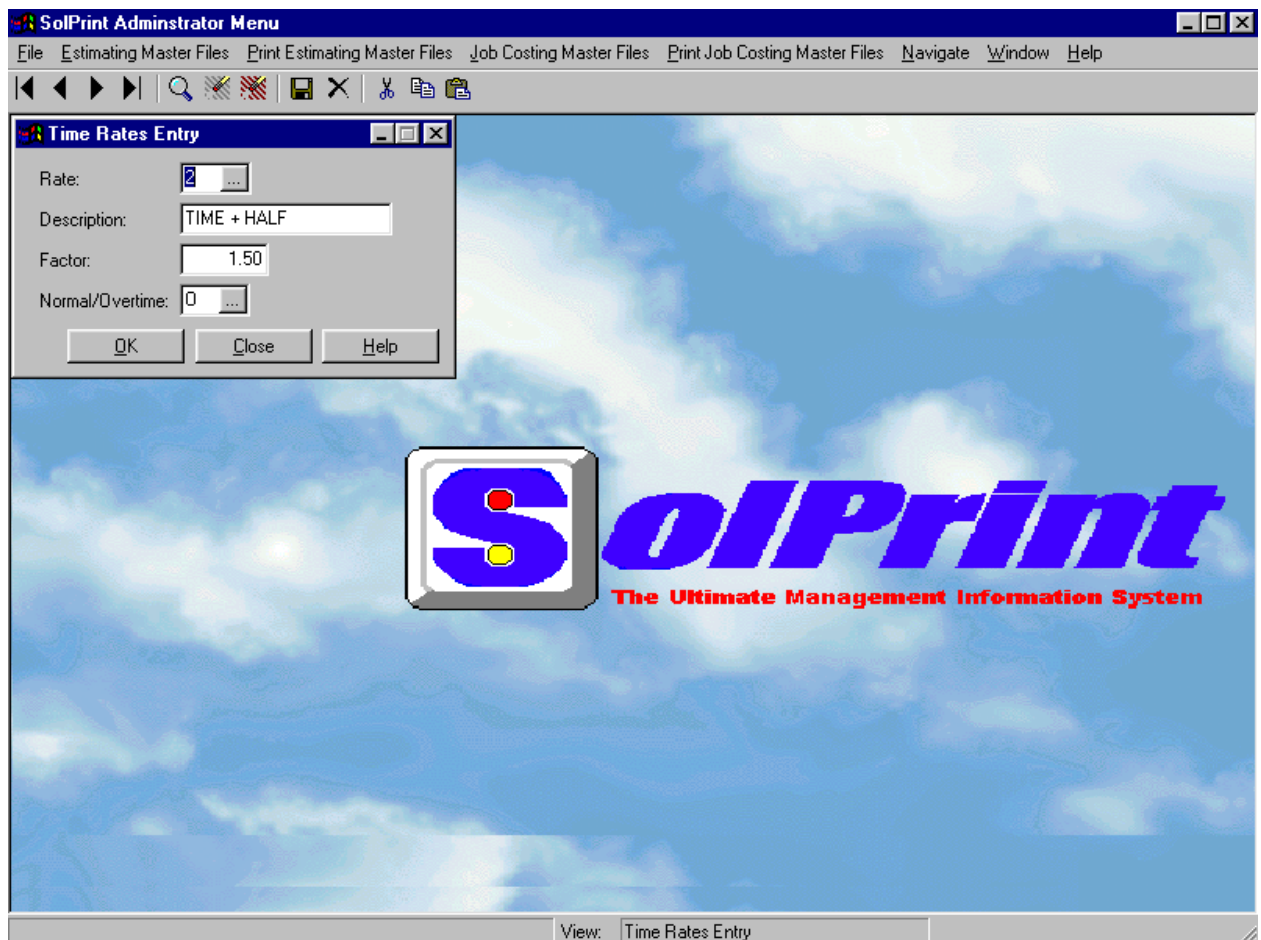 SolPrint Adminstrator Menu
File Estimating Master Files Print Estimating Master Files Job Costing Master Files Print Job Costing Master Files Navigate Window Help
Time Rates Entry
Rate: 2 ...
Description: TIME + HALF
Factor: 1.50
Normal/Overtime: O ...
OK Close Help
SolPrint
The Ultimate Management Information System
View: Time Rates Entry